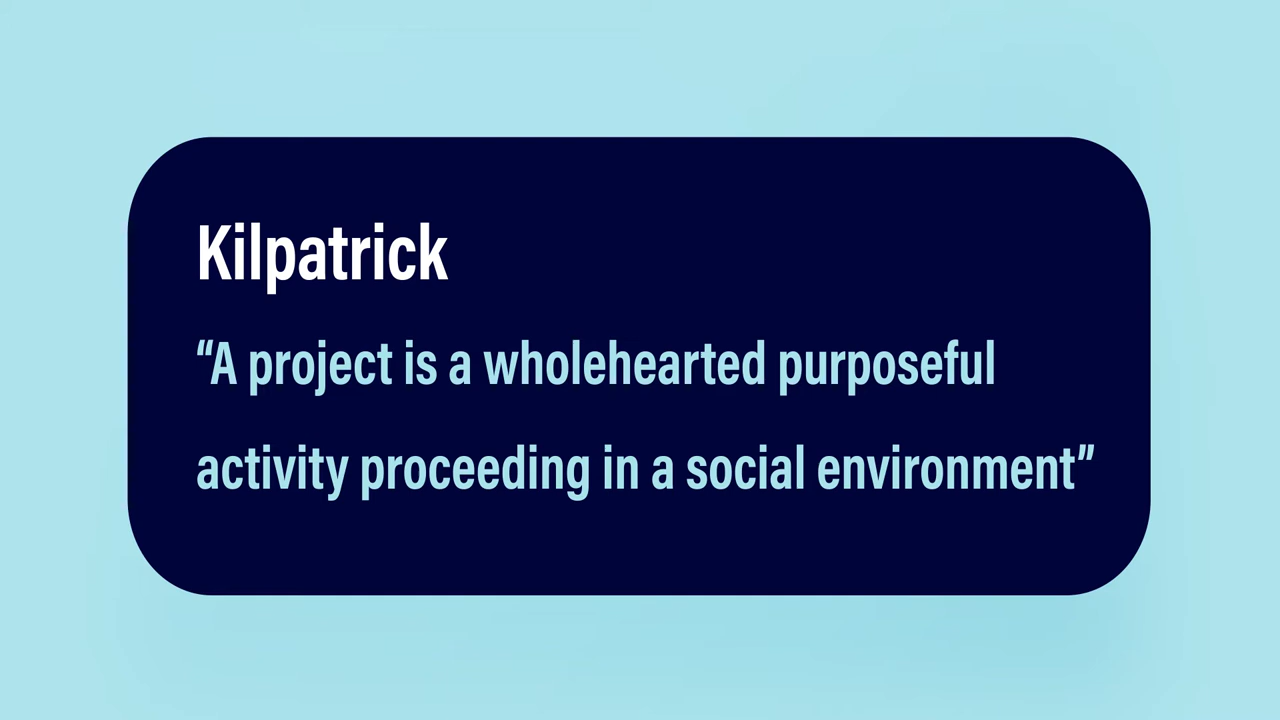 Kilpatrick
“A project is a wholehearted purposeful
activity proceeding in a social environment”